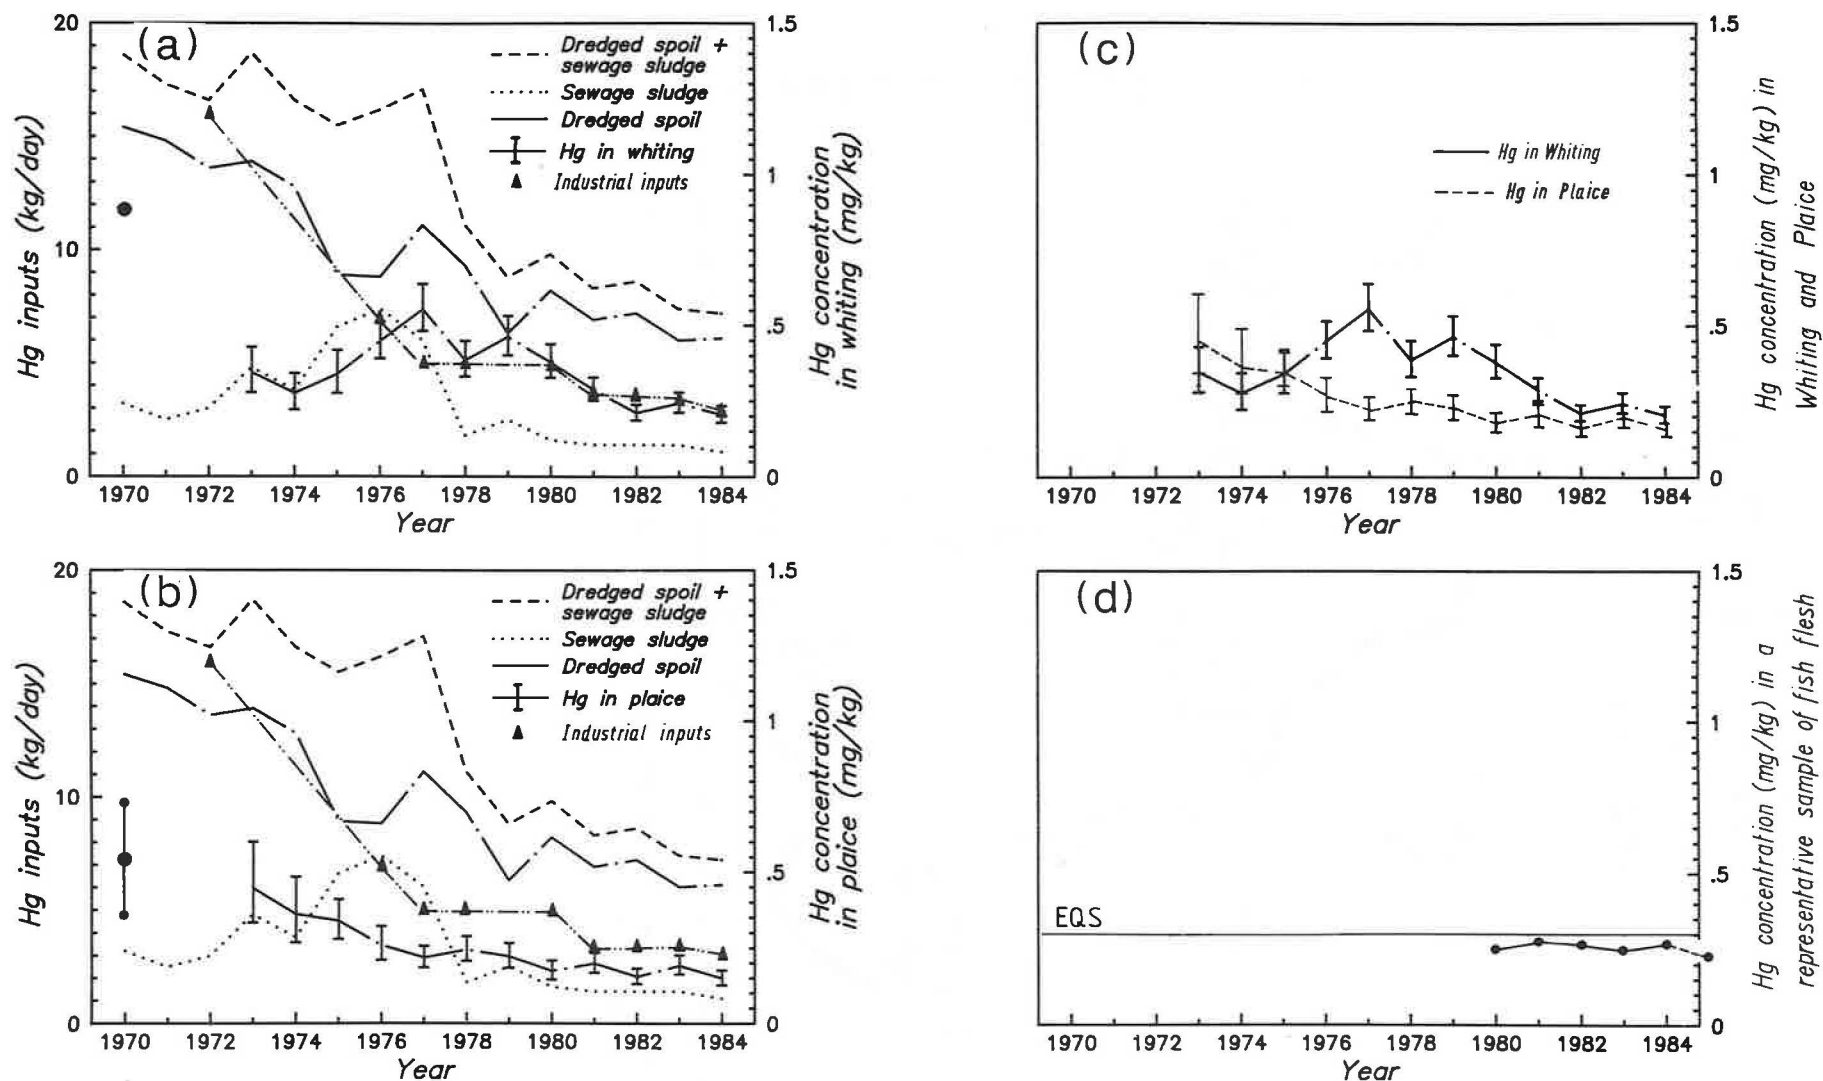 (a)
20
10
0
Hg inputs (kg/day)
Dredged spoil +
sewage sludge
Sewage sludge
Dredged spoil
Hg in whiting
Industrial inputs
1.5
1
.5
0
Hg concentration
in whiting (mg/kg)
1970 1972 1974 1976 1978 1980 1982 1984
Year
(b)
20
10
0
Hg inputs (kg/day)
Dredged spoil +
sewage sludge
Sewage sludge
Dredged spoil
Hg in plaice
Industrial inputs
1.5
1
.5
0
Hg concentration
in plaice (mg/kg)
1970 1972 1974 1976 1978 1980 1982 1984
Year
(c)
Hg in Whiting
Hg in Plaice
1.5
1
.5
0
Hg concentration (mg/kg) in
Whiting and Plaice
1970 1972 1974 1976 1978 1980 1982 1984
Year
(d)
EQS
1.5
1
.5
0
Hg concentration (mg/kg) in a
representative sample of fish flesh
1970 1972 1974 1976 1978 1980 1982 1984
Year